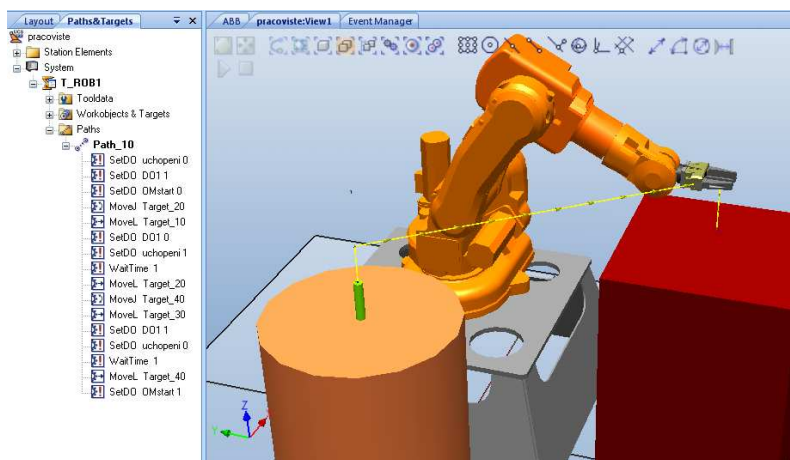 Layout Paths&Targets
ABB pracoviste:View1 Event Manager
pracoviste
Station Elements
System
T_ROB1
Tooldata
Workobjects & Targets
Paths
Path_10
SetDO uchopeni 0
SetDO DO1 1
SetDO OMstart 0
MoveJ Target_20
MoveL Target_10
SetDO DO1 0
SetDO uchopeni 1
WaitTime 1
MoveL Target_20
MoveJ Target_40
MoveL Target_30
SetDO DO1 1
SetDO uchopeni 0
WaitTime 1
MoveL Target_40
SetDO OMstart 1
Z
Y